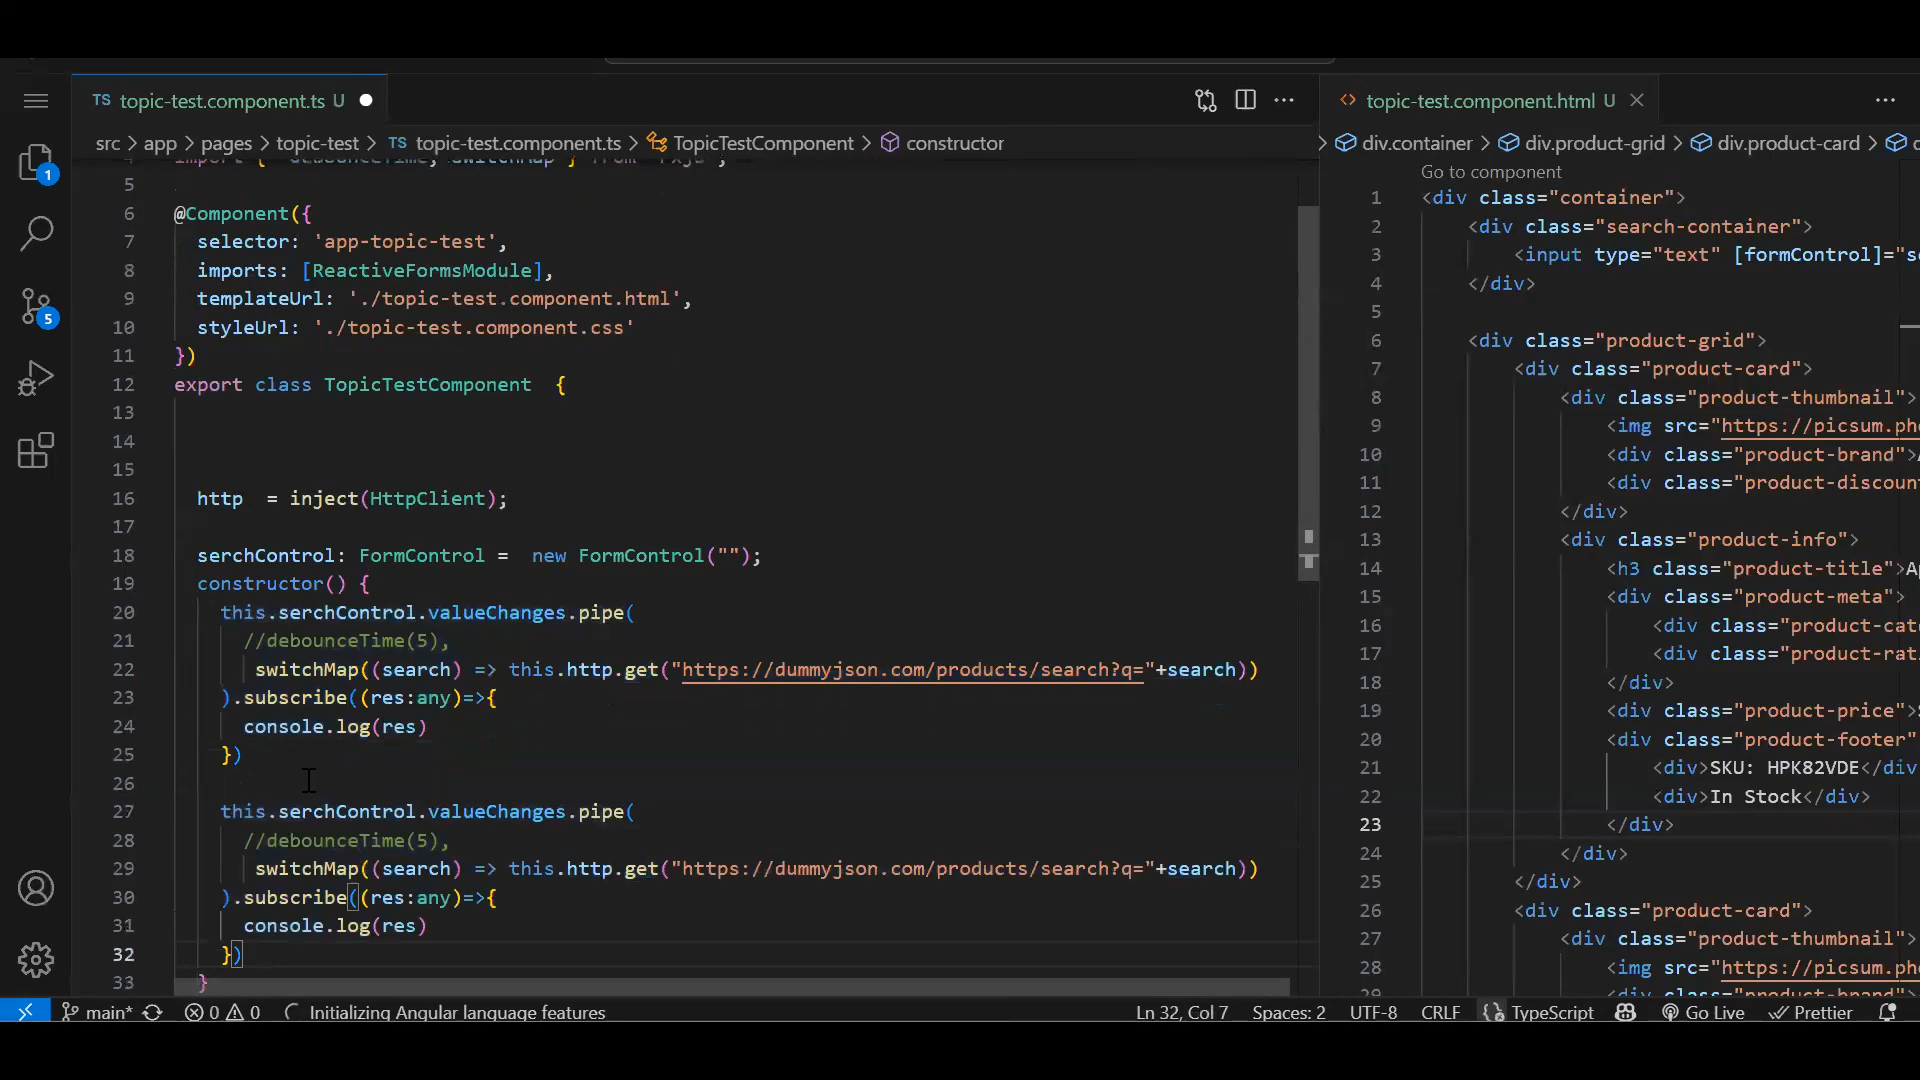 TS topic-test.component.ts U
topic-test.component.html U
src > app > pages > topic-test > TS topic-test.component.ts > TopicTestComponent > constructor
> div.container > div.product-grid > div.product-card >
5
6 @Component({
7 selector: 'app-topic-test',
8 imports: [ReactiveFormsModule],
9 templateUrl: './topic-test.component.html',
10 styleUrl: './topic-test.component.css'
11 })
12 export class TopicTestComponent {
13
14
15
16 http = inject(HttpClient);
17
18 serchControl: FormControl = new FormControl("");
19 constructor() {
20 this.serchControl.valueChanges.pipe(
21 //debounceTime(5),
22 switchMap((search) => this.http.get("https://dummyjson.com/products/search?q="+search))
23 ).subscribe((res:any)=>{
24 console.log(res)
25 })
26
27 this.serchControl.valueChanges.pipe(
28 //debounceTime(5),
29 switchMap((search) => this.http.get("https://dummyjson.com/products/search?q="+search))
30 ).subscribe((res:any)=>{
31 console.log(res)
32 })
33 }
Go to component
1 <div class="container">
2 <div class="search-container">
3 <input type="text" [formControl]="
4 </div>
5
6 <div class="product-grid">
7 <div class="product-card">
8 <div class="product-thumbnail">
9 <img src="https://picsum.
10 <div class="product-brand">
11 <div class="product-discoun
12 </div>
13 <div class="product-info">
14 <h3 class="product-title">
15 <div class="product-meta">
16 <div class="product-
17 <div class="product-
18 </div>
19 <div class="product-price">
20 <div class="product-footer"
21 <div>SKU: HPK82VDE</div
22 <div>In Stock</div>
23 </div>
24 </div>
25 </div>
26 <div class="product-card">
27 <div class="product-thumbnail">
28 <img src="https://picsum.
1
5
main* 0 0 Initializing Angular language features
Ln 32, Col 7 Spaces: 2 UTF-8 CRLF TypeScript Go Live Prettier